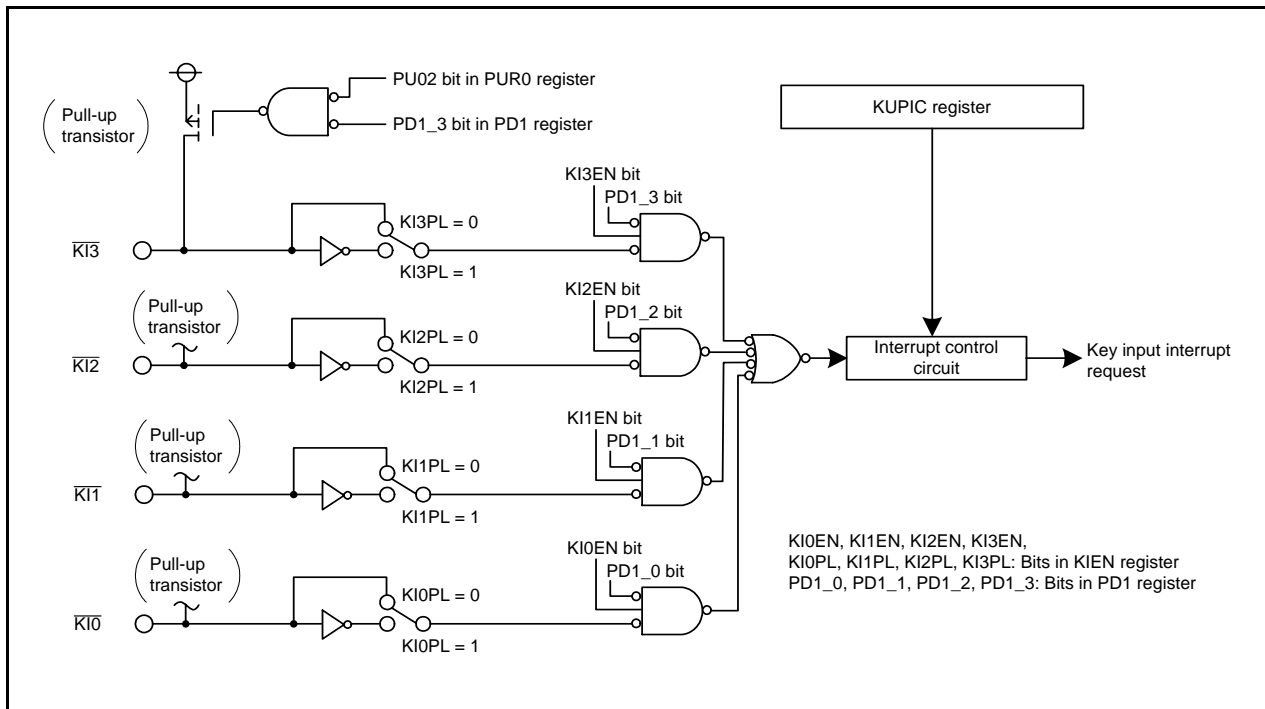 PU02 bit in PUR0 register
Pull-up
transistor
PD1_3 bit in PD1 register
KUPIC register
KI3EN bit
PD1_3 bit
KI3PL = 0
KI3
KI3PL = 1
KI2EN bit
PD1_2 bit
Pull-up
transistor
KI2PL = 0
KI2
KI2PL = 1
Interrupt control
circuit
Key input interrupt
request
KI1EN bit
PD1_1 bit
Pull-up
transistor
KI1PL = 0
KI1
KI1PL = 1
KI0EN bit
PD1_0 bit
Pull-up
transistor
KI0PL = 0
KI0
KI0PL = 1
KI0EN, KI1EN, KI2EN, KI3EN,
KI0PL, KI1PL, KI2PL, KI3PL: Bits in KIEN register
PD1_0, PD1_1, PD1_2, PD1_3: Bits in PD1 register